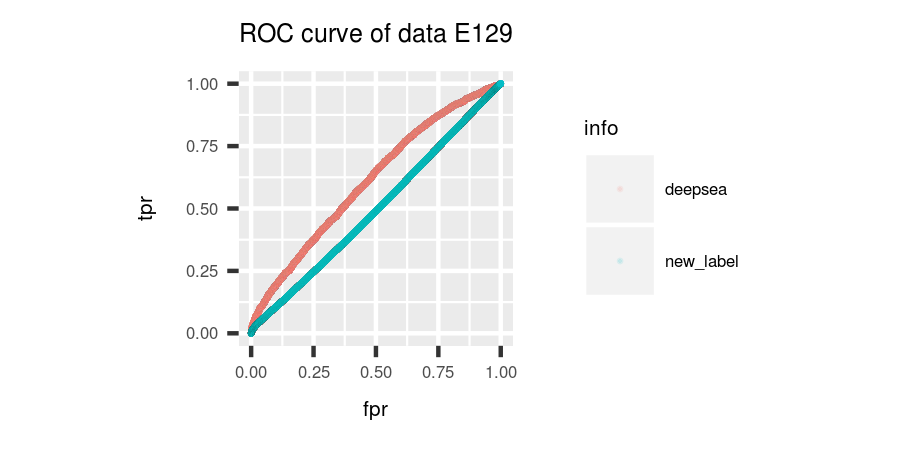 ROC curve of data E129
1.00
0.75
0.50
0.25
0.00
tpr
0.00 0.25 0.50 0.75 1.00
fpr
info
deepsea
new_label